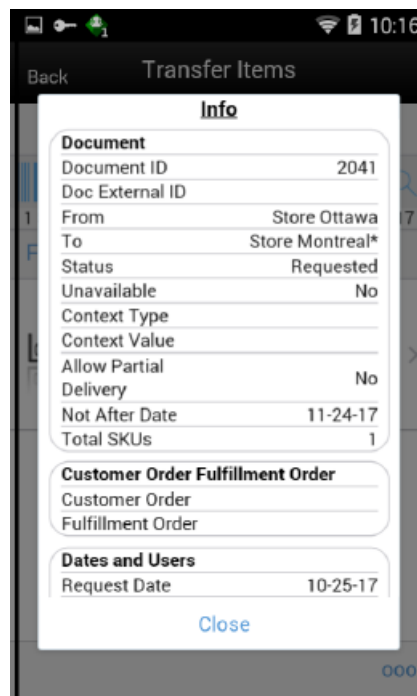 1
10:16
Back
Transfer Items
Info
Document
Document ID 2041
Doc External ID
From Store Ottawa
To Store Montreal*
Status Requested
Unavailable No
Context Type
Context Value
Allow Partial
Delivery No
Not After Date 11-24-17
Total SKUs 1
Customer Order Fulfillment Order
Customer Order
Fulfillment Order
Dates and Users
Request Date 10-25-17
Close